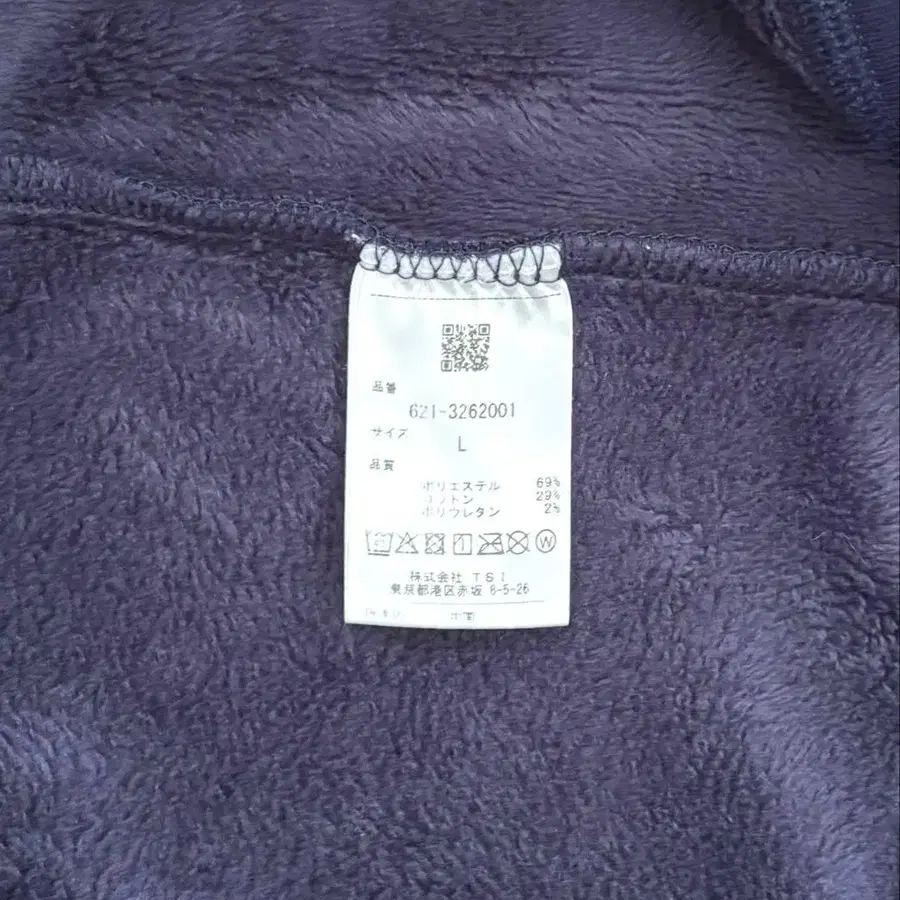 品番
621-3262001
サイズ
L
品質
ポリエステル 69%
コットン 29%
ポリウレタン 2%
W
株式会社 TSI
東京都港区赤坂 8-5-26
中国